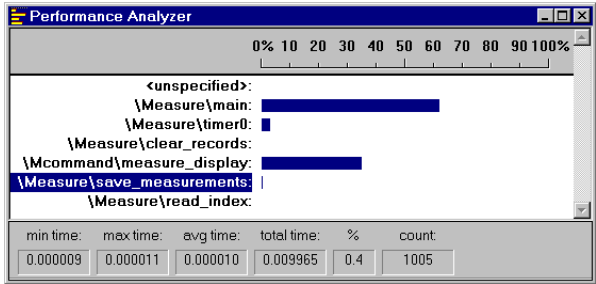 Performance Analyzer
0% 10 20 30 40 50 60 70 80 90 100%
<unspecified>:
\Measure\main:
\Measure\timer0:
\Measure\clear_records:
\Mcommand\measure_display:
\Measure\save_measurements:
\Measure\read_index:
min time: max time: avg time: total time: % count:
0.000009 0.000011 0.000010 0.009965 0.4 1005